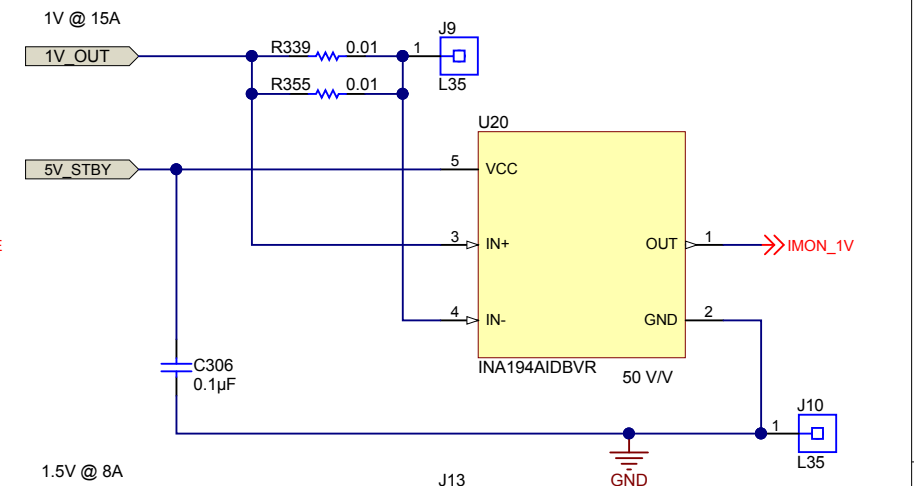 1V @ 15A
1V_OUT
R339 0.01
1
J9
L35
R355 0.01
U20
5V_STBY
5 VCC
E
3 IN+
OUT 1
IMON_1V
4 IN-
GND 2
INA194AIDBVR
50 V/V
C306
0.1µF
J10
1
L35
GND
1.5V @ 8A
J13